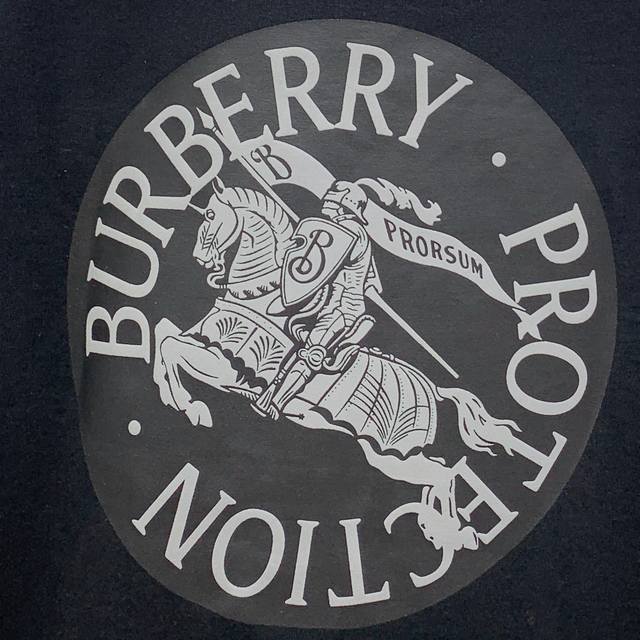 BURBERRY • PROTECTION •
B
PRORSUM
B